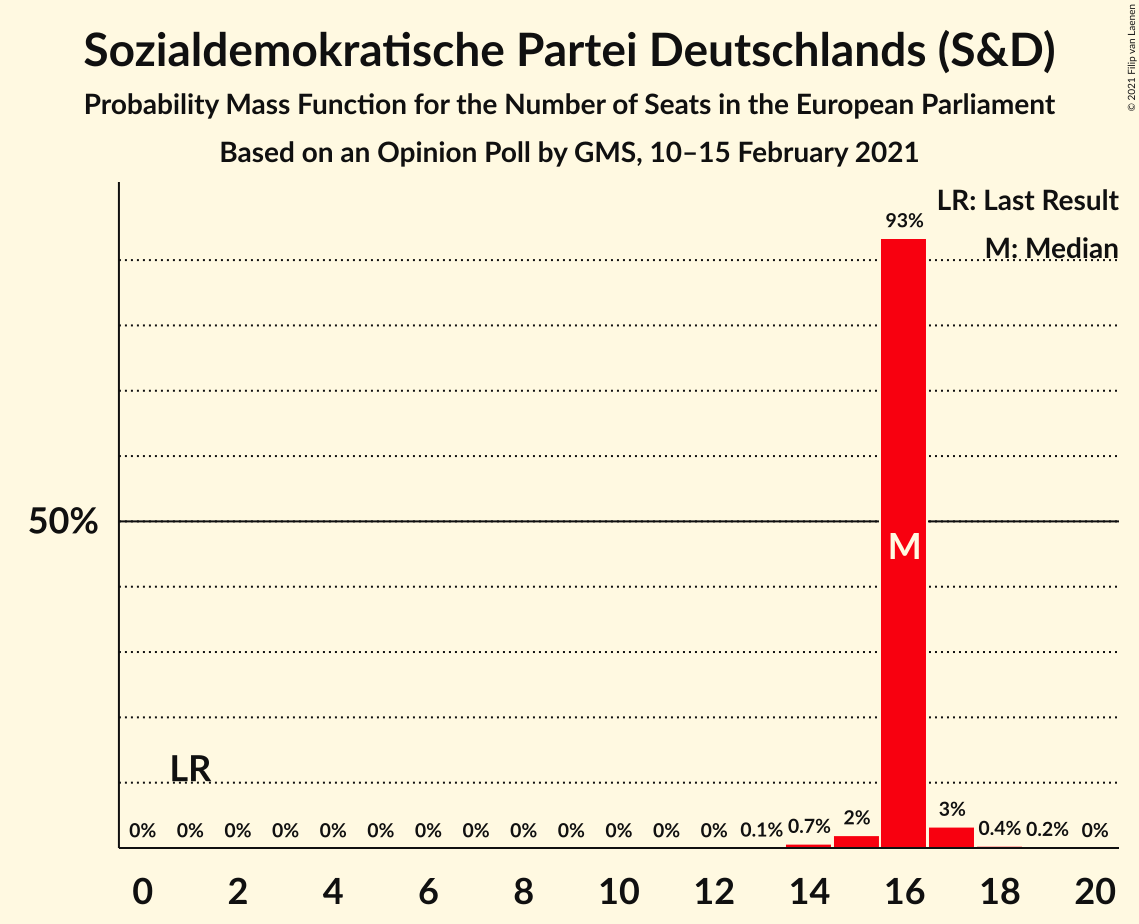 Sozialdemokratische Partei Deutschlands (S&D)
Probability Mass Function for the Number of Seats in the European Parliament
Based on an Opinion Poll by GMS, 10–15 February 2021
© 2021 Filip van Laenen
LR: Last Result
M: Median
93%
50%
M
LR
0% 0% 0% 0% 0% 0% 0% 0% 0% 0% 0% 0% 0% 0.1% 0.7% 2% 3% 0.4% 0.2% 0%
0 2 4 6 8 10 12 14 16 18 20